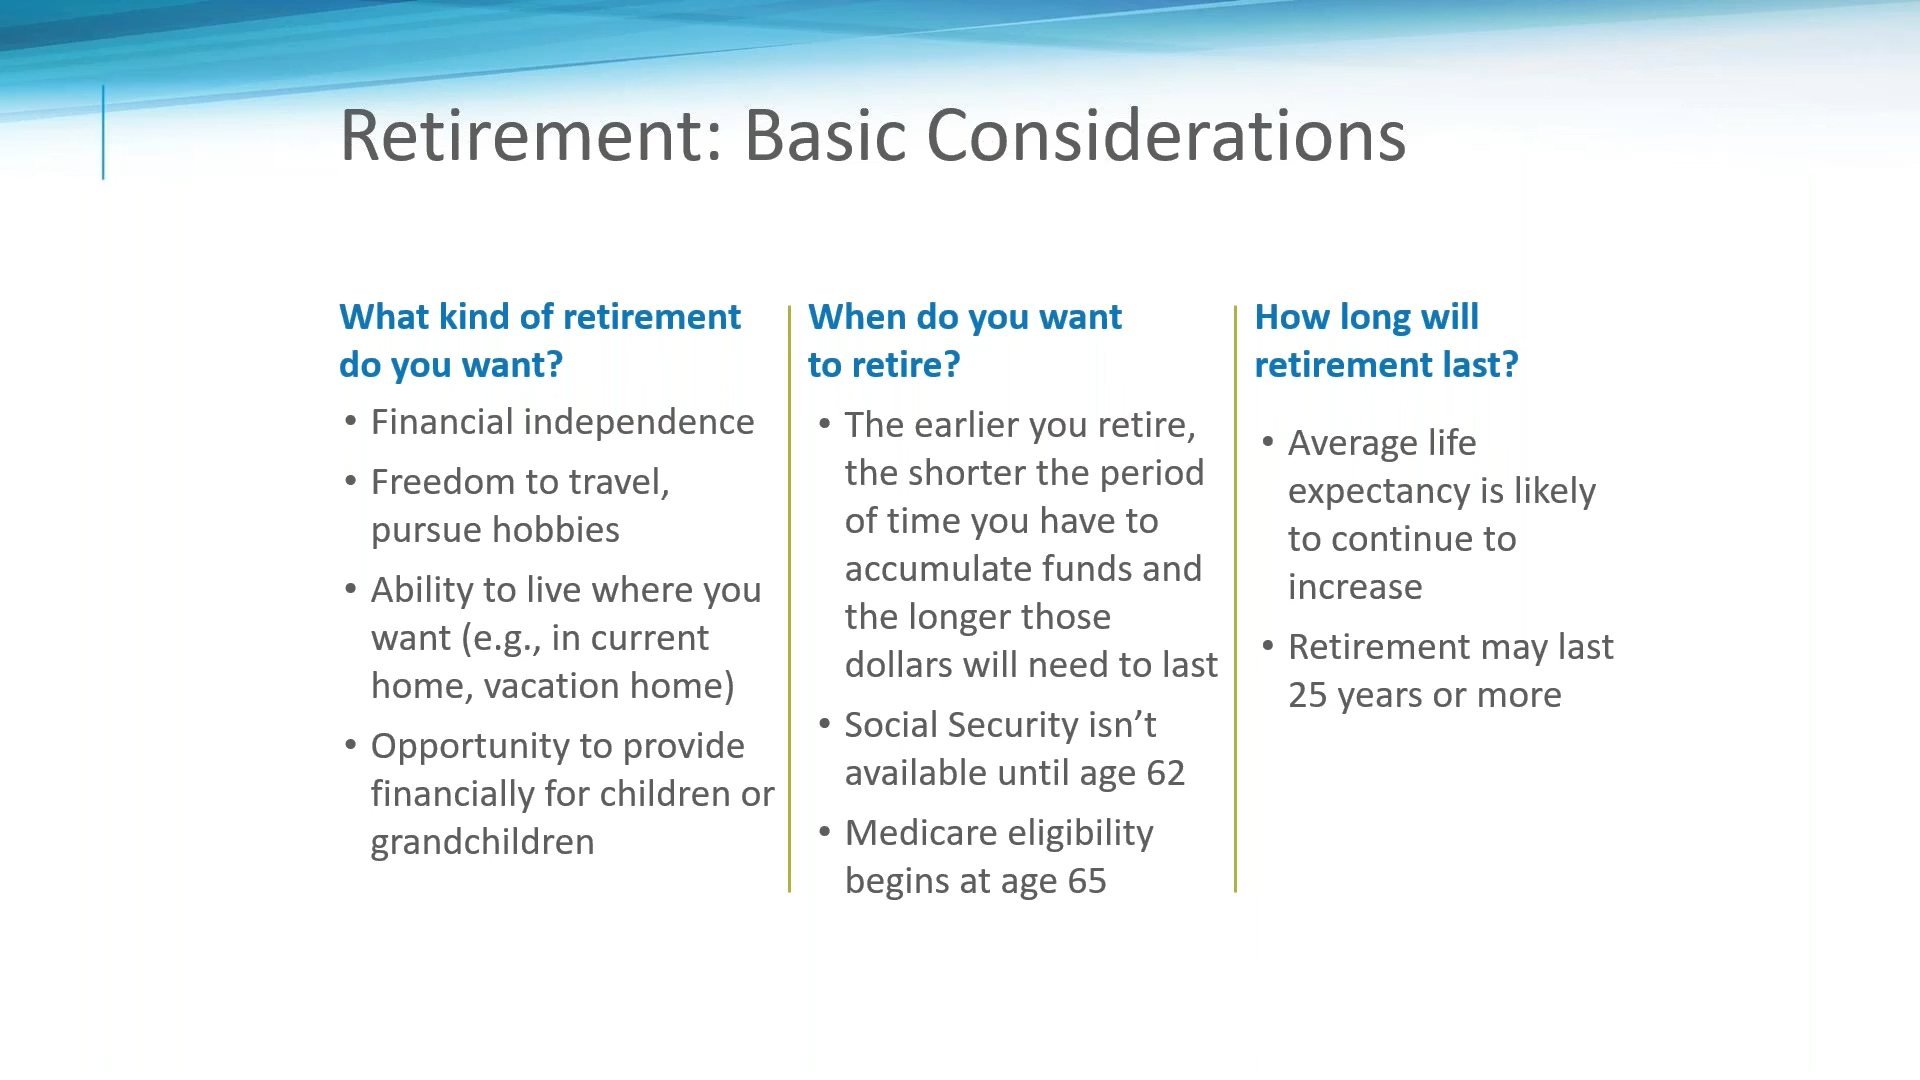 Retirement: Basic Considerations
What kind of retirement
do you want?
• Financial independence
• Freedom to travel,
pursue hobbies
• Ability to live where you
want (e.g., in current
home, vacation home)
• Opportunity to provide
financially for children or
grandchildren
When do you want
to retire?
• The earlier you retire,
the shorter the period
of time you have to
accumulate funds and
the longer those
dollars will need to last
• Social Security isn’t
available until age 62
• Medicare eligibility
begins at age 65
How long will
retirement last?
• Average life
expectancy is likely
to continue to
increase
• Retirement may last
25 years or more